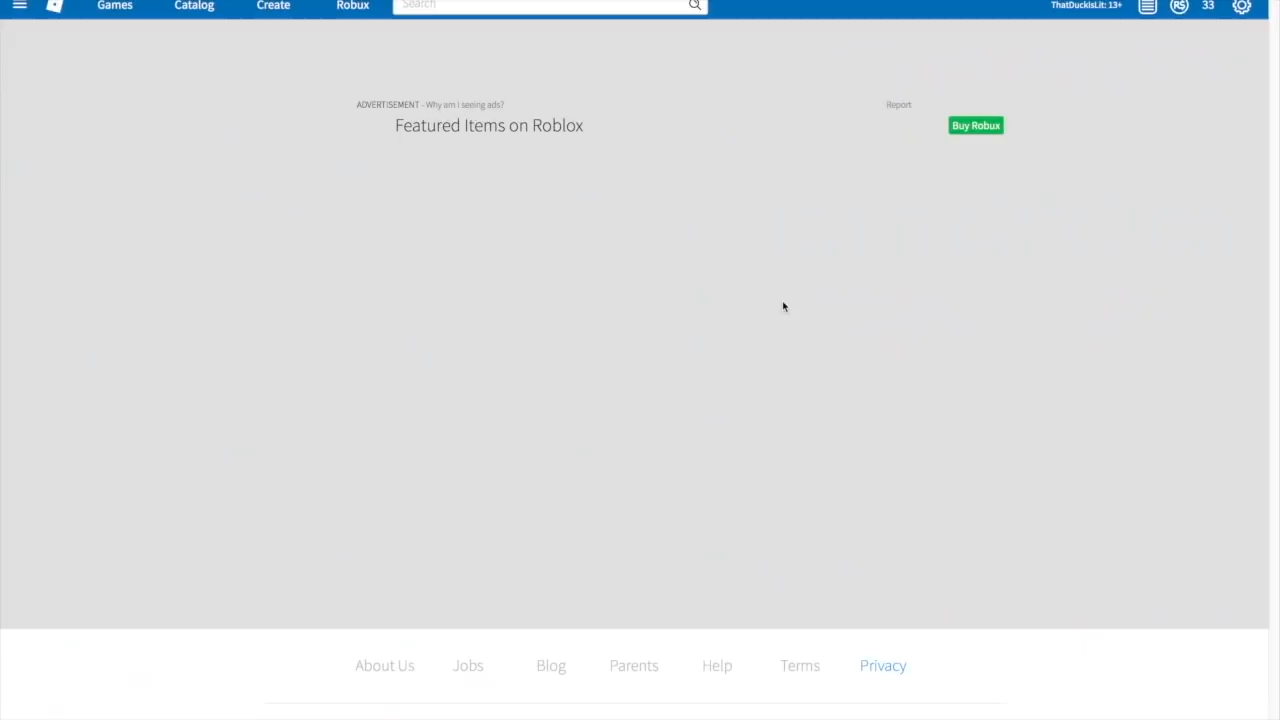 Games Catalog Create Robux Search ThatDuckIsLit: 13+ R$ 33
ADVERTISEMENT - Why am I seeing ads? Report
Featured Items on Roblox Buy Robux
About Us Jobs Blog Parents Help Terms Privacy